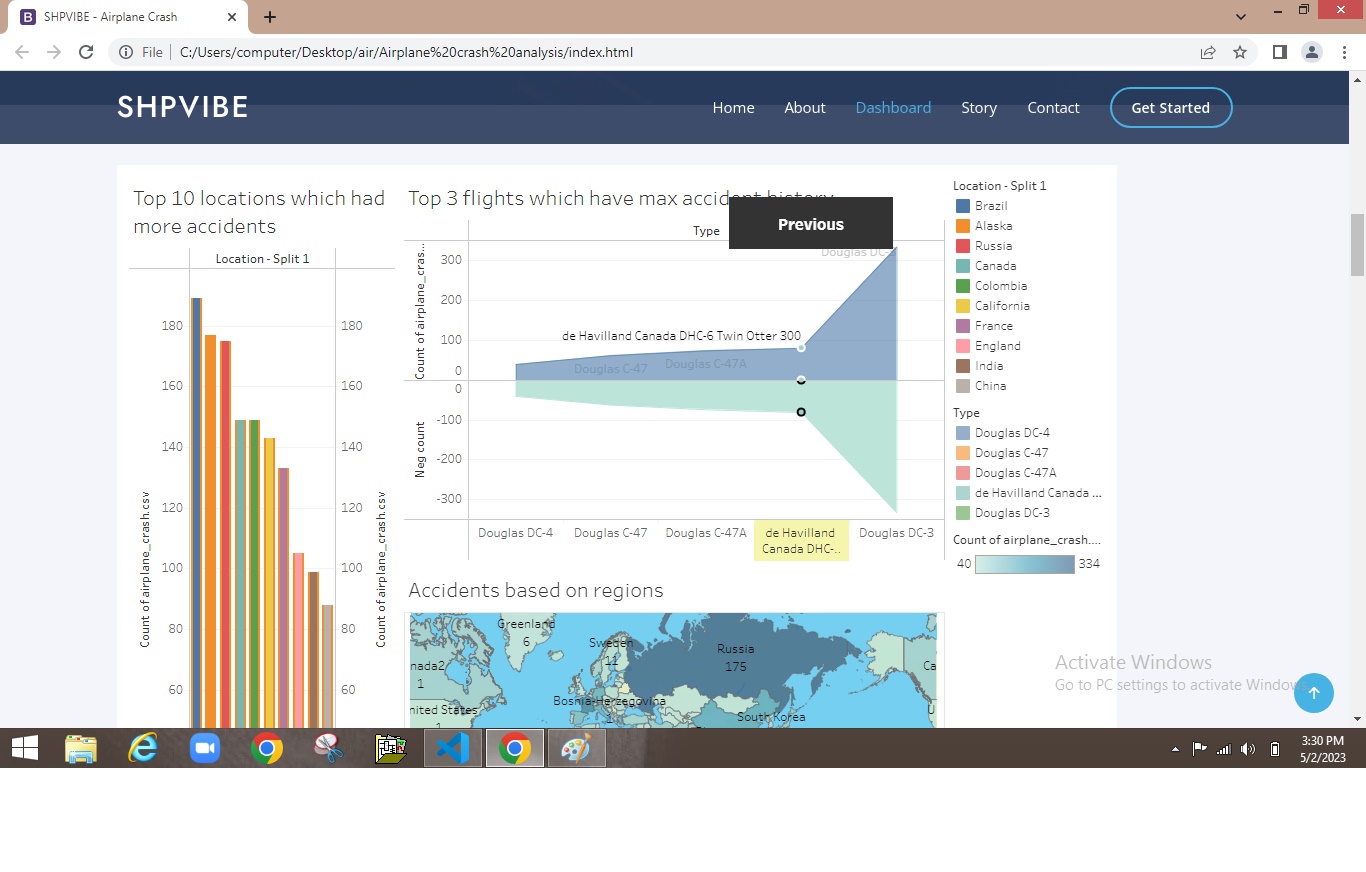 SHPVIBE - Airplane Crash
File
C:/Users/computer/Desktop/air/Airplane%20crash%20analysis/index.html
SHPVIBE
Home
About
Dashboard
Story
Contact
Get Started
Top 10 locations which had
more accidents
Location - Split 1
180
160
140
120
100
80
60
Count of airplane_crash.csv
180
160
140
120
100
80
60
Count of airplane_crash.csv
Top 3 flights which have max accident history
Type
Previous
Count of airplane_cras...
300
200
100
0
Neg count
0
-100
-200
-300
Douglas DC-3
de Havilland Canada DHC-6 Twin Otter 300
Douglas C-47
Douglas C-47A
Douglas DC-4
Douglas C-47
Douglas C-47A
de Havilland
Canada DHC-..
Douglas DC-3
Accidents based on regions
Greenland
6
Sweden
11
Russia
175
nada2
1
Ca
nited States
1
Bosnia-Herzegovina
1
South Korea
U
Location - Split 1
Brazil
Alaska
Russia
Canada
Colombia
California
France
England
India
China
Type
Douglas DC-4
Douglas C-47
Douglas C-47A
de Havilland Canada ...
Douglas DC-3
Count of airplane_crash....
40
334
Activate Windows
Go to PC settings to activate Window
3:30 PM
5/2/2023